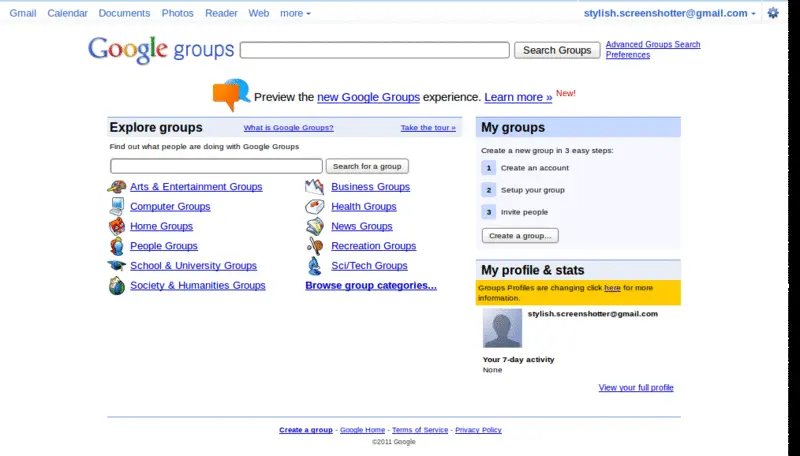 Gmail Calendar Documents Photos Reader Web more stylish.screenshotter@gmail.com
Google groups Search Groups Advanced Groups Search
Preferences
Preview the new Google Groups experience. Learn more » New!
Explore groups What is Google Groups? Take the tour »
Find out what people are doing with Google Groups
Search for a group
Arts & Entertainment Groups Business Groups
Computer Groups Health Groups
Home Groups News Groups
People Groups Recreation Groups
School & University Groups Sci/Tech Groups
Society & Humanities Groups Browse group categories...
My groups
Create a new group in 3 easy steps:
1 Create an account
2 Setup your group
3 Invite people
Create a group...
My profile & stats
Groups Profiles are changing click here for more
information.
stylish.screenshotter@gmail.com
Your 7-day activity
None
View your full profile
Create a group - Google Home - Terms of Service - Privacy Policy
©2011 Google